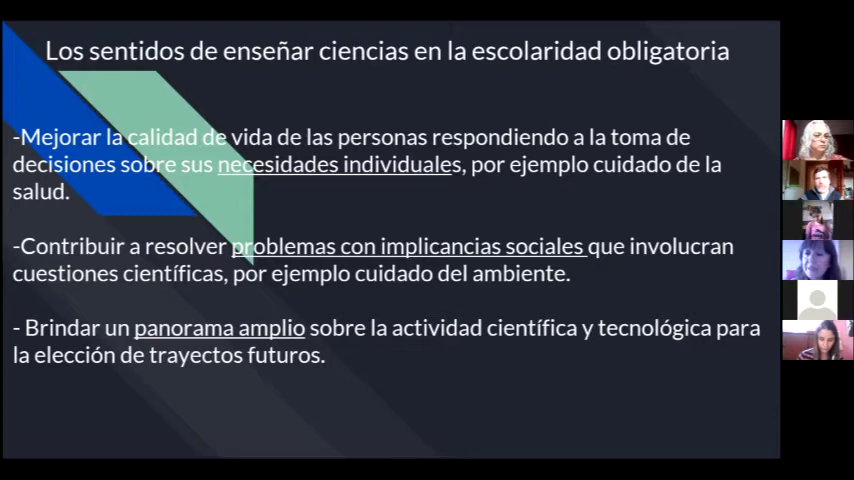 Los sentidos de enseñar ciencias en la escolaridad obligatoria
-Mejorar la calidad de vida de las personas respondiendo a la toma de
decisiones sobre sus necesidades individuales, por ejemplo cuidado de la
salud.
-Contribuir a resolver problemas con implicancias sociales que involucran
cuestiones científicas, por ejemplo cuidado del ambiente.
- Brindar un panorama amplio sobre la actividad científica y tecnológica para
la elección de trayectos futuros.